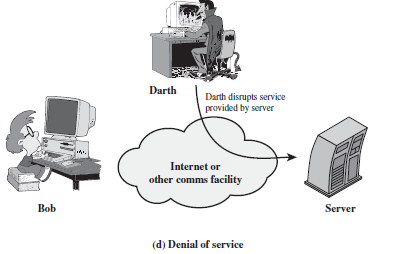 Darth
Darth disrupts service
provided by server
Internet or
other comms facility
Bob
Server
(d) Denial of service